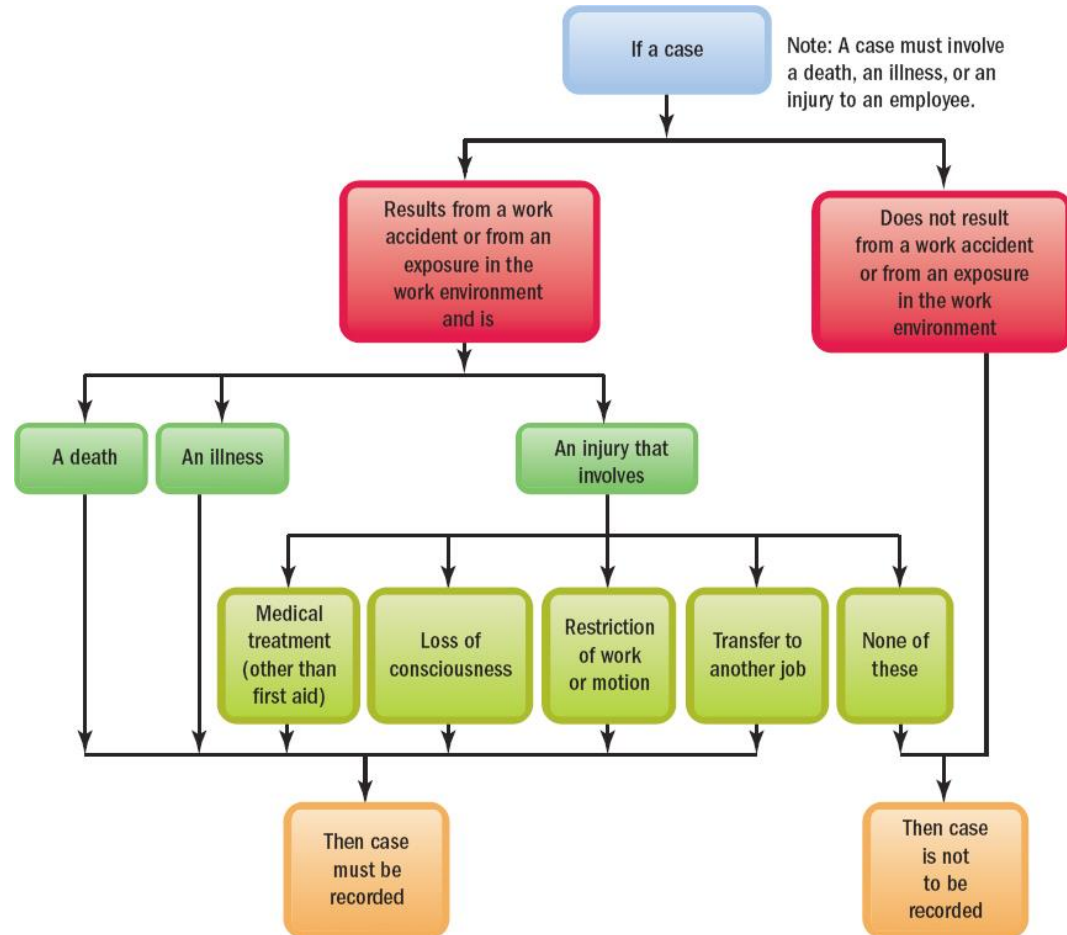 If a case
Note: A case must involve
a death, an illness, or an
injury to an employee.
Results from a work
accident or from an
exposure in the
work environment
and is
Does not result
from a work accident
or from an exposure
in the work
environment
A death
An illness
An injury that
involves
Medical
treatment
(other than
first aid)
Loss of
consciousness
Restriction
of work
or motion
Transfer to
another job
None of
these
Then case
must be
recorded
Then case
is not
to be
recorded